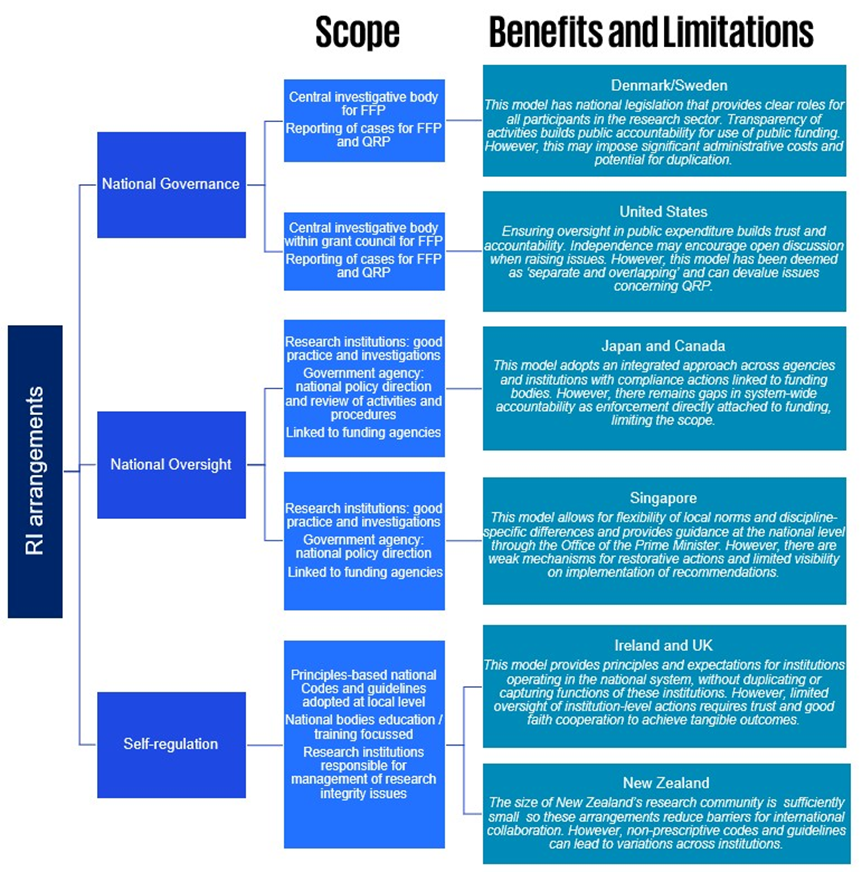 Scope
Benefits and Limitations
RI arrangements
National Governance
Central investigative body
for FFP
Reporting of cases for FFP
and QRP
Denmark/Sweden
This model has national legislation that provides clear roles for
all participants in the research sector. Transparency of
activities builds public accountability for use of public funding.
However, this may impose significant administrative costs and
potential for duplication.
Central investigative body
within grant council for FFP
Reporting of cases for FFP
and QRP
United States
Ensuring oversight in public expenditure builds trust and
accountability. Independence may encourage open discussion
when raising issues. However, this model has been deemed
as ‘separate and overlapping’ and can devalue issues
concerning QRP.
National Oversight
Research institutions: good
practice and investigations
Government agency:
national policy direction
and review of activities and
procedures
Linked to funding agencies
Japan and Canada
This model adopts an integrated approach across agencies
and institutions with compliance actions linked to funding
bodies. However, there remains gaps in system-wide
accountability as enforcement directly attached to funding,
limiting the scope.
Research institutions: good
practice and investigations
Government agency:
national policy direction
Linked to funding agencies
Singapore
This model allows for flexibility of local norms and discipline-
specific differences and provides guidance at the national level
through the Office of the Prime Minister. However, there are
weak mechanisms for restorative actions and limited visibility
on implementation of recommendations.
Self-regulation
Principles-based national
Codes and guidelines
adopted at local level
National bodies education /
training focussed
Research institutions
responsible for
management of research
integrity issues
Ireland and UK
This model provides principles and expectations for institutions
operating in the national system, without duplicating or
capturing functions of these institutions. However, limited
oversight of institution-level actions requires trust and good
faith cooperation to achieve tangible outcomes.
New Zealand
The size of New Zealand’s research community is sufficiently
small so these arrangements reduce barriers for international
collaboration. However, non-prescriptive codes and guidelines
can lead to variations across institutions.